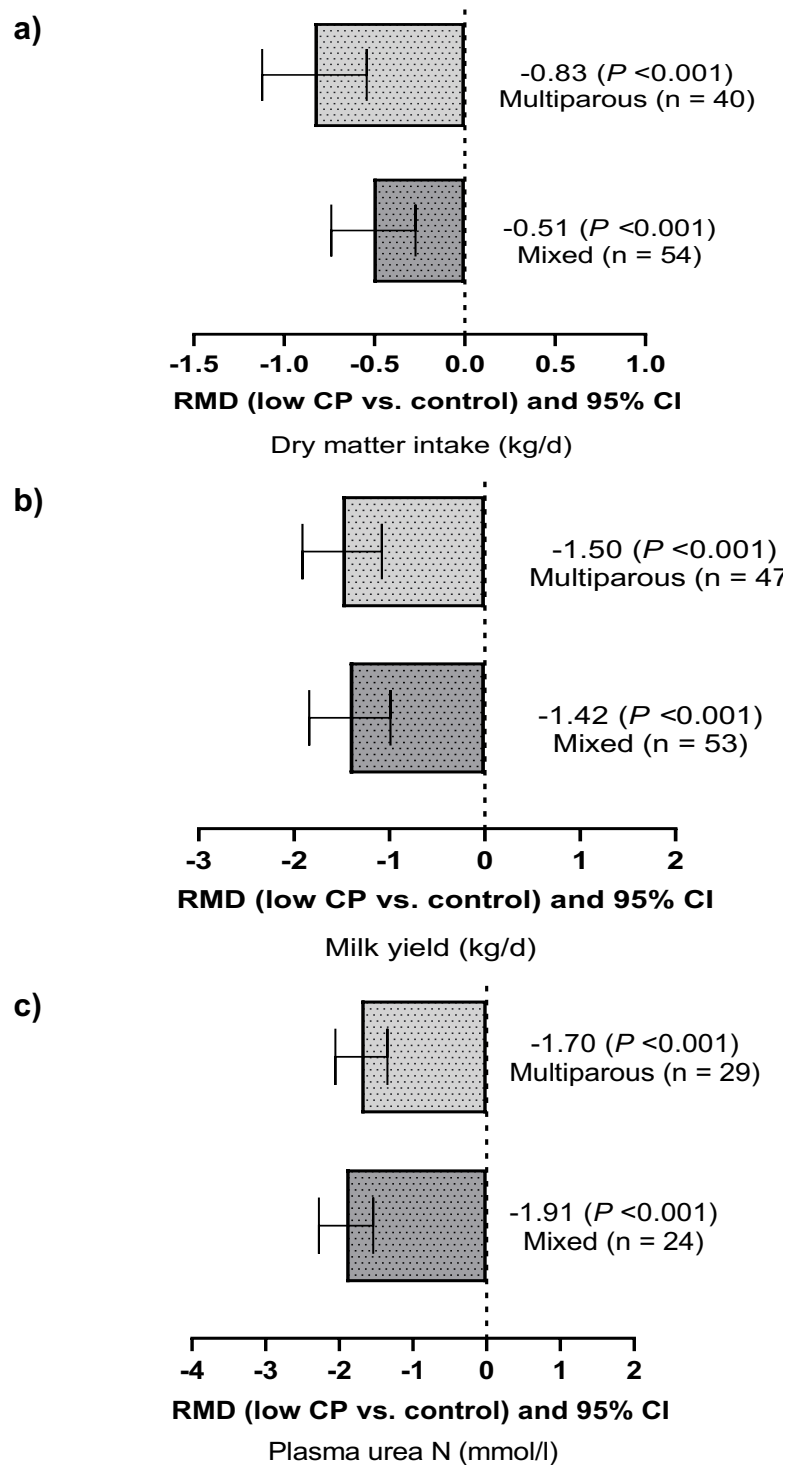 a)
-0.83 (P <0.001)
Multiparous (n = 40)
-0.51 (P <0.001)
Mixed (n = 54)
-1.5 -1.0 -0.5 0.0 0.5 1.0
RMD (low CP vs. control) and 95% CI
Dry matter intake (kg/d)
b)
-1.50 (P <0.001)
Multiparous (n = 47
-1.42 (P <0.001)
Mixed (n = 53)
-3 -2 -1 0 1 2
RMD (low CP vs. control) and 95% CI
Milk yield (kg/d)
c)
-1.70 (P <0.001)
Multiparous (n = 29)
-1.91 (P <0.001)
Mixed (n = 24)
-4 -3 -2 -1 0 1 2
RMD (low CP vs. control) and 95% CI
Plasma urea N (mmol/l)